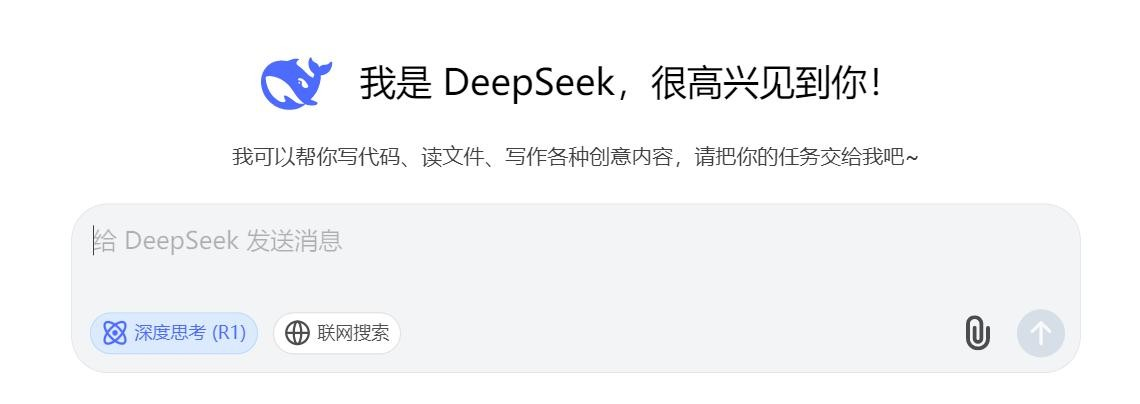 我是 DeepSeek，很高兴见到你！
我可以帮你写代码、读文件、写作各种创意内容，请把你的任务交给我吧~
给 DeepSeek 发送消息
深度思考 (R1) 联网搜索